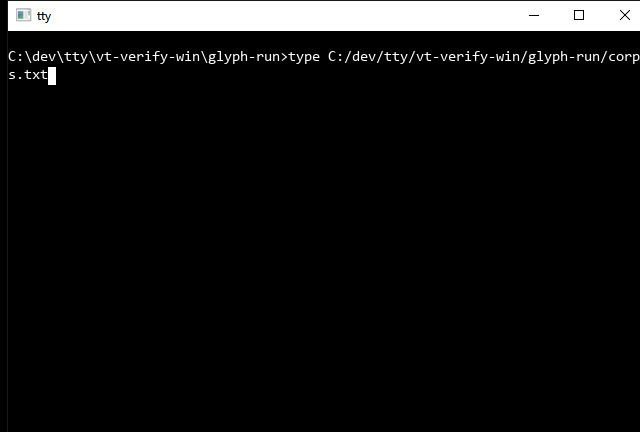 tty
C:\dev\tty\vt-verify-win\glyph-run>type C:/dev/tty/vt-verify-win/glyph-run/corp
s.txt